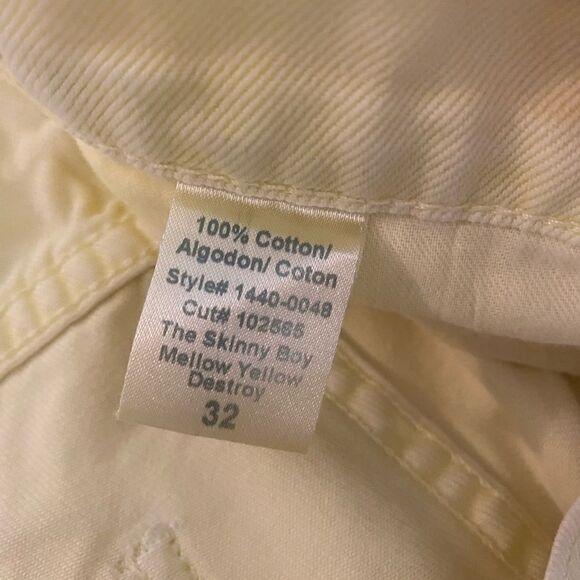 100% Cotton/
Algodon/ Coton
Style# 1440-0048
Cut# 102565
The Skinny Boy
Mellow Yellow
Destroy
32